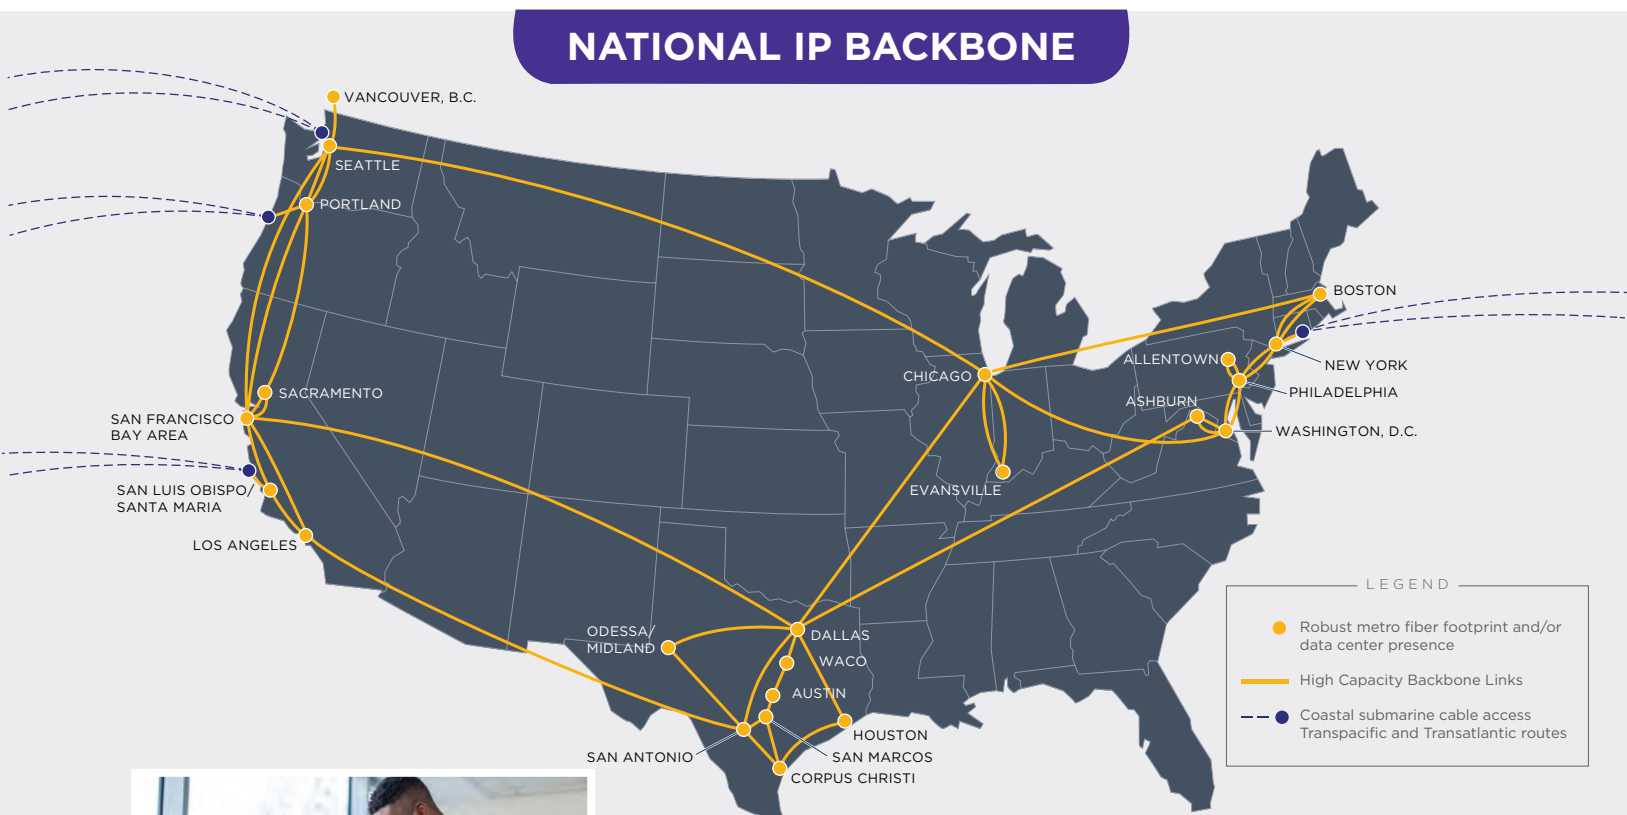 NATIONAL IP BACKBONE
VANCOUVER, B.C.
SEATTLE
PORTLAND
SACRAMENTO
SAN FRANCISCO
BAY AREA
SAN LUIS OBISPO/
SANTA MARIA
LOS ANGELES
BOSTON
NEW YORK
ALLENTOWN
PHILADELPHIA
CHICAGO
ASHBURN
WASHINGTON, D.C.
EVANSVILLE
ODESSA/
MIDLAND
DALLAS
WACO
AUSTIN
HOUSTON
SAN ANTONIO
SAN MARCOS
CORPUS CHRISTI
LEGEND
Robust metro fiber footprint and/or
data center presence
High Capacity Backbone Links
Coastal submarine cable access
Transpacific and Transatlantic routes